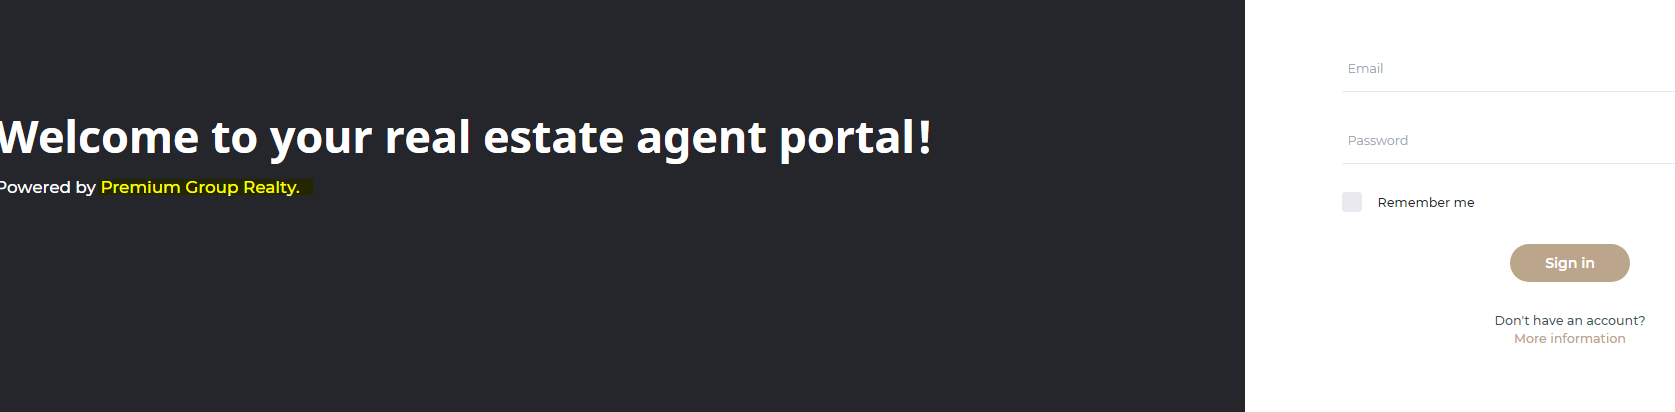 Welcome to your real estate agent portal!
Powered by Premium Group Realty.
Email
Password
Remember me
Sign in
Don't have an account?
More information